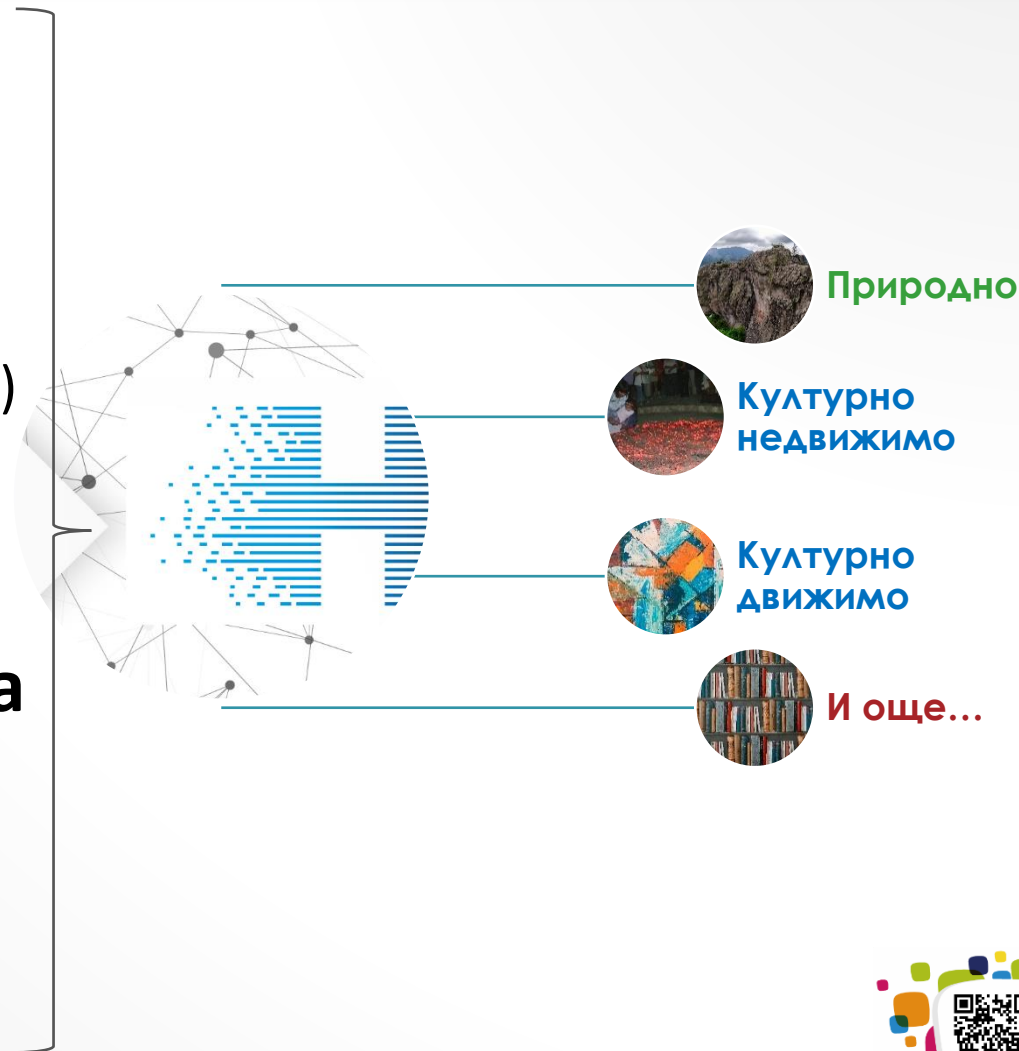 )
а
Природно
Културно
недвижимо
Културно
движимо
И още...